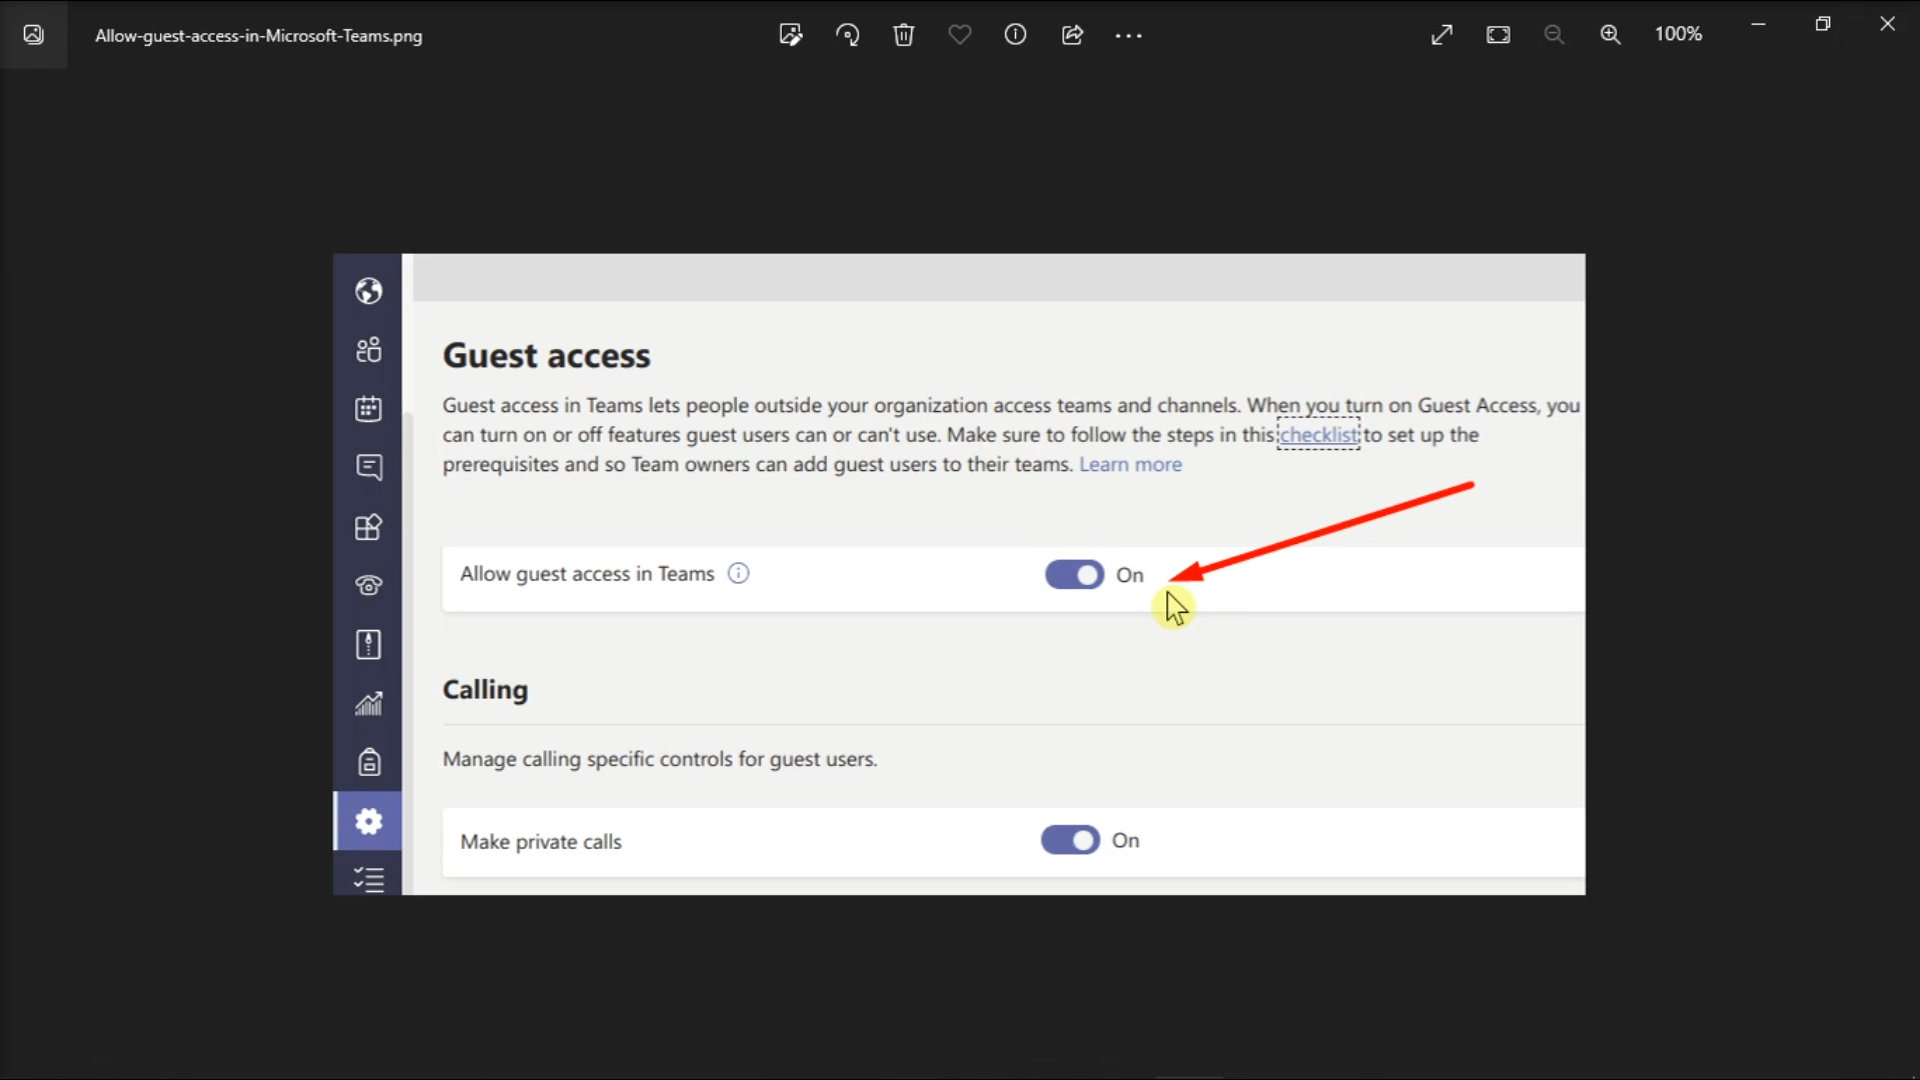 Allow-guest-access-in-Microsoft-Teams.png
100%
Guest access
Guest access in Teams lets people outside your organization access teams and channels. When you turn on Guest Access, you
can turn on or off features guest users can or can't use. Make sure to follow the steps in this checklist to set up the
prerequisites and so Team owners can add guest users to their teams. Learn more
Allow guest access in Teams On
Calling
Manage calling specific controls for guest users.
Make private calls On